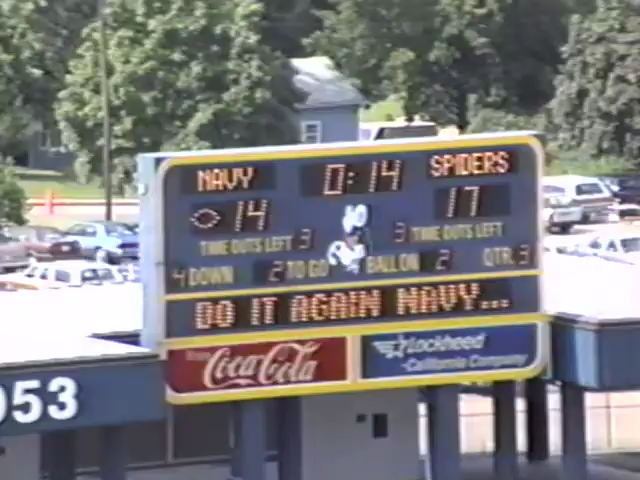 NAVY 0:14 SPIDERS
14 17
TIME OUTS LEFT 3 3 TIME OUTS LEFT
4 DOWN 2 TO GO BALL ON 2 QTR. 3
DO IT AGAIN NAVY...
Enjoy Coca-Cola
Lockheed
-California Company
953